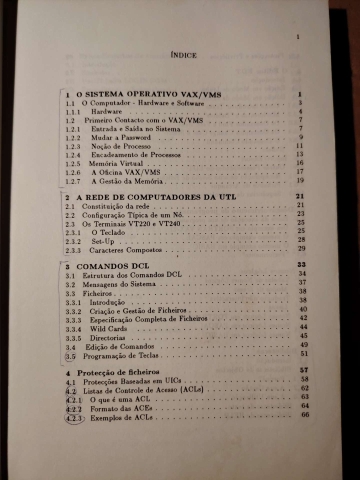 1
ÍNDICE
1 O SISTEMA OPERATIVO VAX/VMS 1
1.1 O Computador - Hardware e Software . . . . . . . . . . 3
1.1.1 Hardware . . . . . . . . . . 4
1.2 Primeiro Contacto com o VAX/VMS . . . . . . . . . . 7
1.2.1 Entrada e Saída no Sistema . . . . . . . . . . 7
1.2.2 Mudar a Password . . . . . . . . . . 9
1.2.3 Noção de Processo . . . . . . . . . . 11
1.2.4 Encadeamento de Processos . . . . . . . . . . 13
1.2.5 Memória Virtual . . . . . . . . . . 16
1.2.6 A Oficina VAX/VMS . . . . . . . . . . 17
1.2.7 A Gestão da Memória . . . . . . . . . . 19
2 A REDE DE COMPUTADORES DA UTL 21
2.1 Constituição da rede . . . . . . . . . . 21
2.2 Configuração Típica de um Nó . . . . . . . . . . 23
2.3 Os Terminais VT220 e VT240 . . . . . . . . . . 25
2.3.1 O Teclado . . . . . . . . . . 25
2.3.2 Set-Up . . . . . . . . . . 28
2.3.3 Caracteres Compostos . . . . . . . . . . 29
3 COMANDOS DCL 33
3.1 Estrutura dos Comandos DCL . . . . . . . . . . 34
3.2 Mensagens do Sistema . . . . . . . . . . 37
3.3 Ficheiros . . . . . . . . . . 38
3.3.1 Introdução . . . . . . . . . . 38
3.3.2 Criação e Gestão de Ficheiros . . . . . . . . . . 40
3.3.3 Especificação Completa de Ficheiros . . . . . . . . . . 42
3.3.4 Wild Cards . . . . . . . . . . 44
3.3.5 Directorias . . . . . . . . . . 45
3.4 Edição de Comandos . . . . . . . . . . 49
3.5 Programação de Teclas . . . . . . . . . . 51
4 Protecção de ficheiros 57
4.1 Protecções Baseadas em UICs . . . . . . . . . . 58
4.2 Listas de Controle de Acesso (ACLs) . . . . . . . . . . 62
4.2.1 O que é uma ACL . . . . . . . . . . 63
4.2.2 Formato das ACEs . . . . . . . . . . 64
4.2.3 Exemplos de ACLs . . . . . . . . . . 66